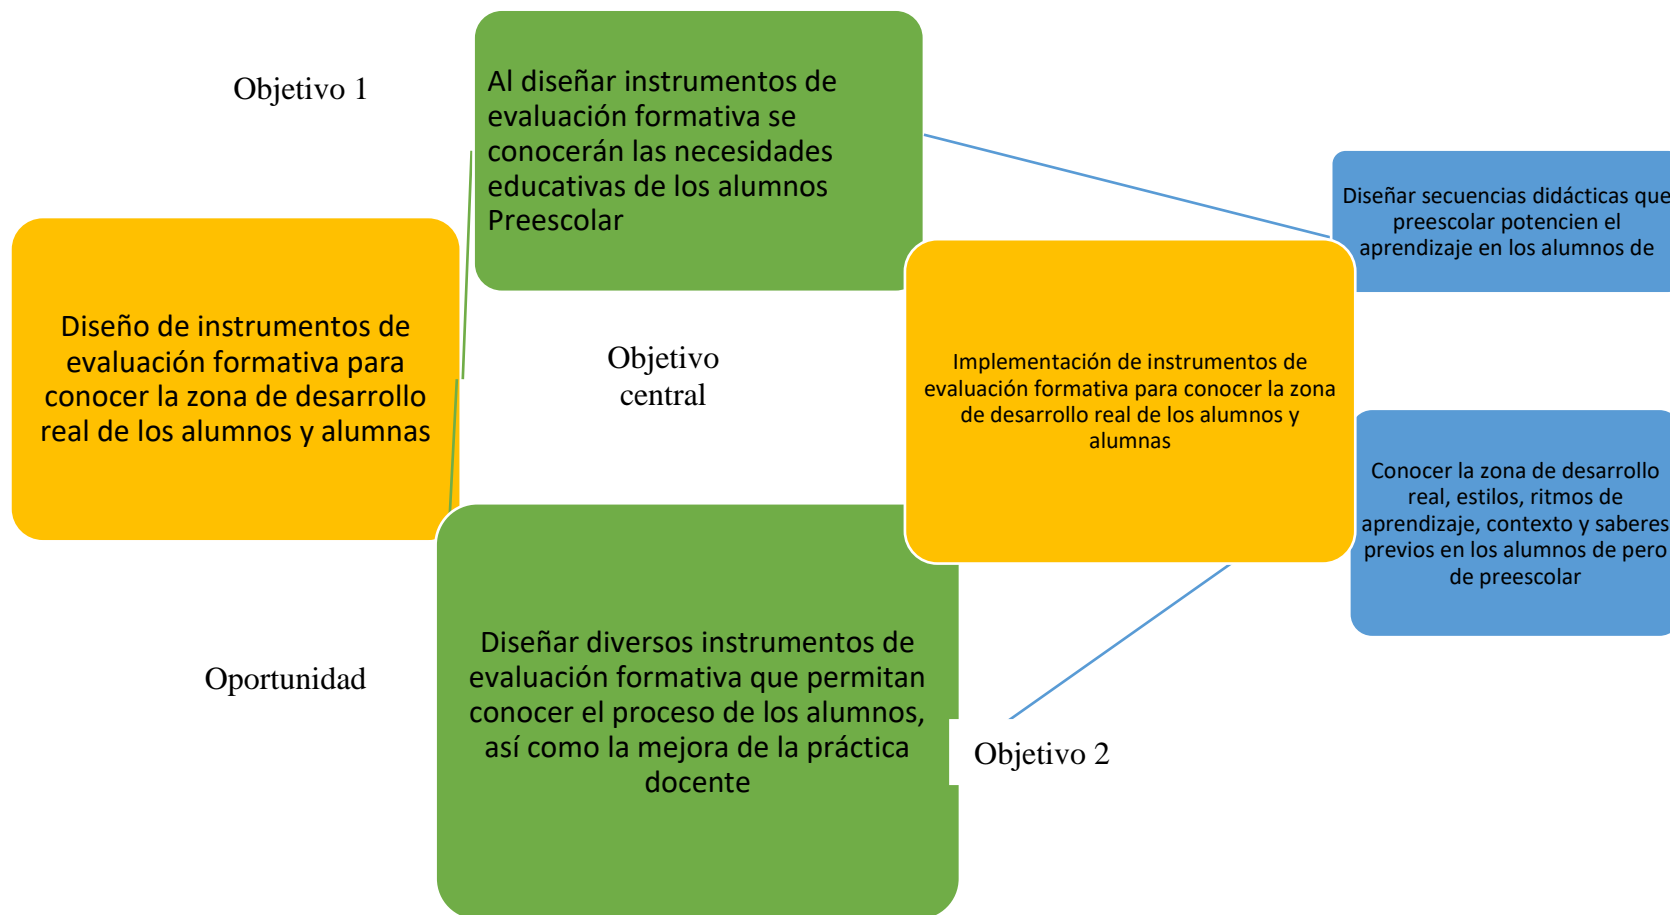 Objetivo 1
Al diseñar instrumentos de
evaluación formativa se
conocerán las necesidades
educativas de los alumnos
Preescolar
Diseñar secuencias didácticas que
preescolar potencien el
aprendizaje en los alumnos de
Diseño de instrumentos de
evaluación formativa para
conocer la zona de desarrollo
real de los alumnos y alumnas
Objetivo
central
Implementación de instrumentos de
evaluación formativa para conocer la zona
de desarrollo real de los alumnos y
alumnas
Conocer la zona de desarrollo
real, estilos, ritmos de
aprendizaje, contexto y saberes
previos en los alumnos de pero
de preescolar
Oportunidad
Diseñar diversos instrumentos de
evaluación formativa que permitan
conocer el proceso de los alumnos,
así como la mejora de la práctica
docente
Objetivo 2